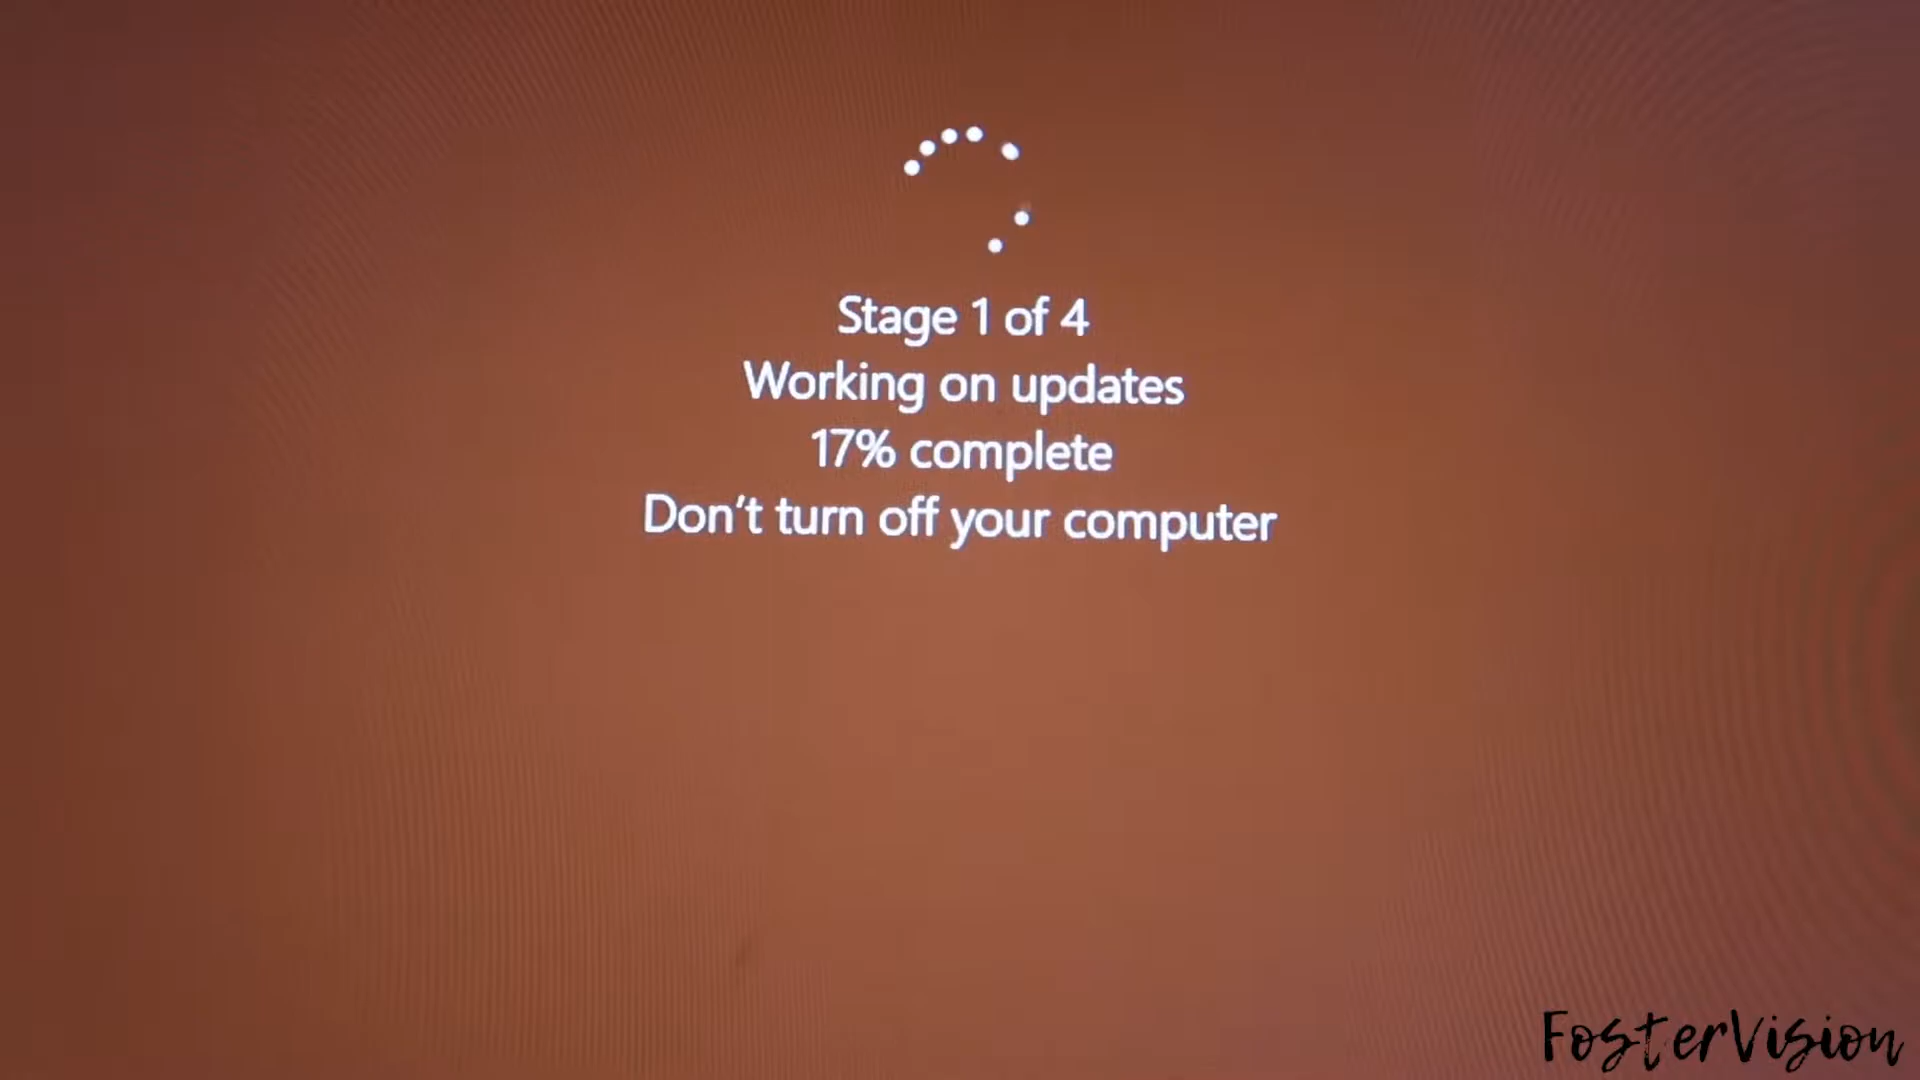 Stage 1 of 4
Working on updates
17% complete
Don't turn off your computer
FosterVision